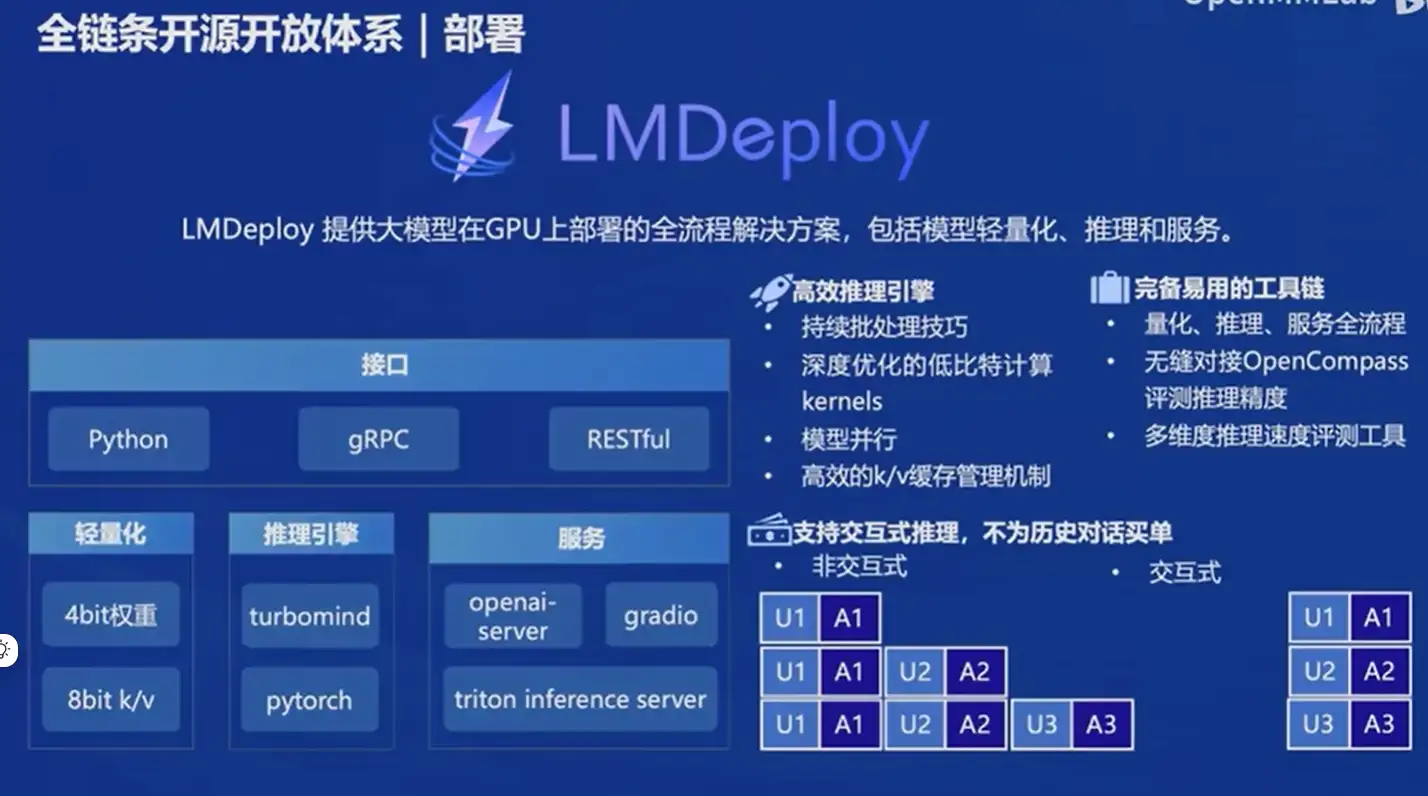 全链条开源开放体系 | 部署
LMDeploy
LMDeploy 提供大模型在GPU上部署的全流程解决方案，包括模型轻量化、推理和服务。
接口
Python
gRPC
RESTful
轻量化
4bit权重
8bit k/v
推理引擎
turbomind
pytorch
服务
openai-
server
gradio
triton inference server
高效推理引擎
• 持续批处理技巧
• 深度优化的低比特计算
kernels
• 模型并行
• 高效的k/v缓存管理机制
完备易用的工具链
• 量化、推理、服务全流程
• 无缝对接OpenCompass
评测推理精度
• 多维度推理速度评测工具
支持交互式推理，不为历史对话买单
• 非交互式
U1 A1
U1 A1 U2 A2
U1 A1 U2 A2 U3 A3
• 交互式
U1 A1
U2 A2
U3 A3